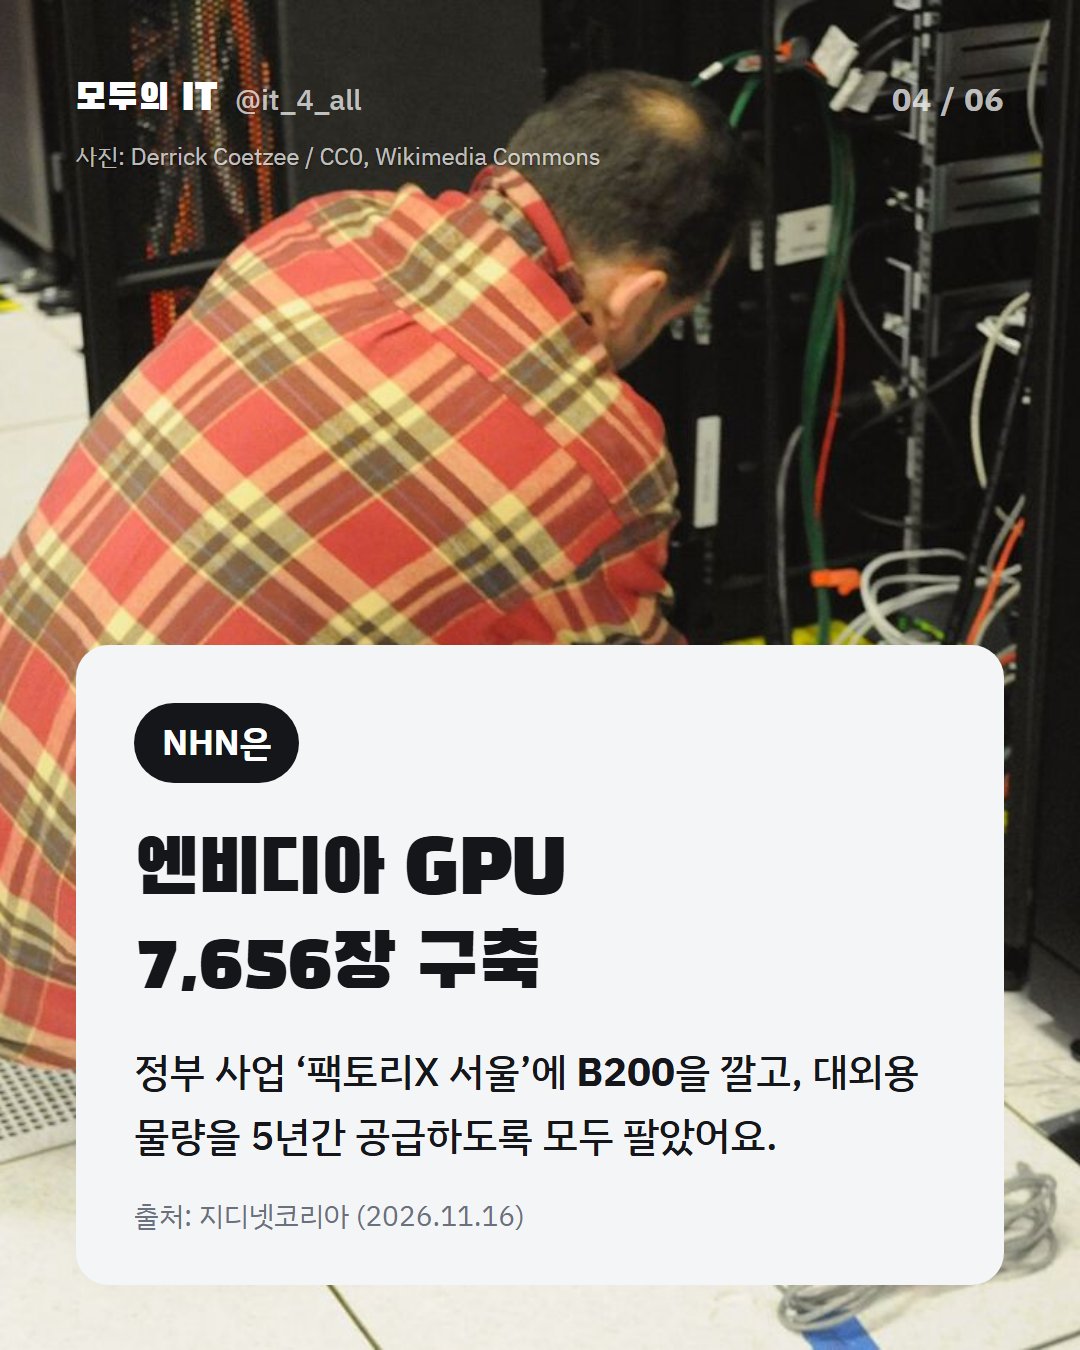 모두의 IT @it_4_all
04 / 06
사진: Derrick Coetzee / CC0, Wikimedia Commons
NHN은
엔비디아 GPU
7,656장 구축
정부 사업 ‘팩토리X 서울’에 B200을 깔고, 대외용
물량을 5년간 공급하도록 모두 팔았어요.
출처: 지디넷코리아 (2026.11.16)